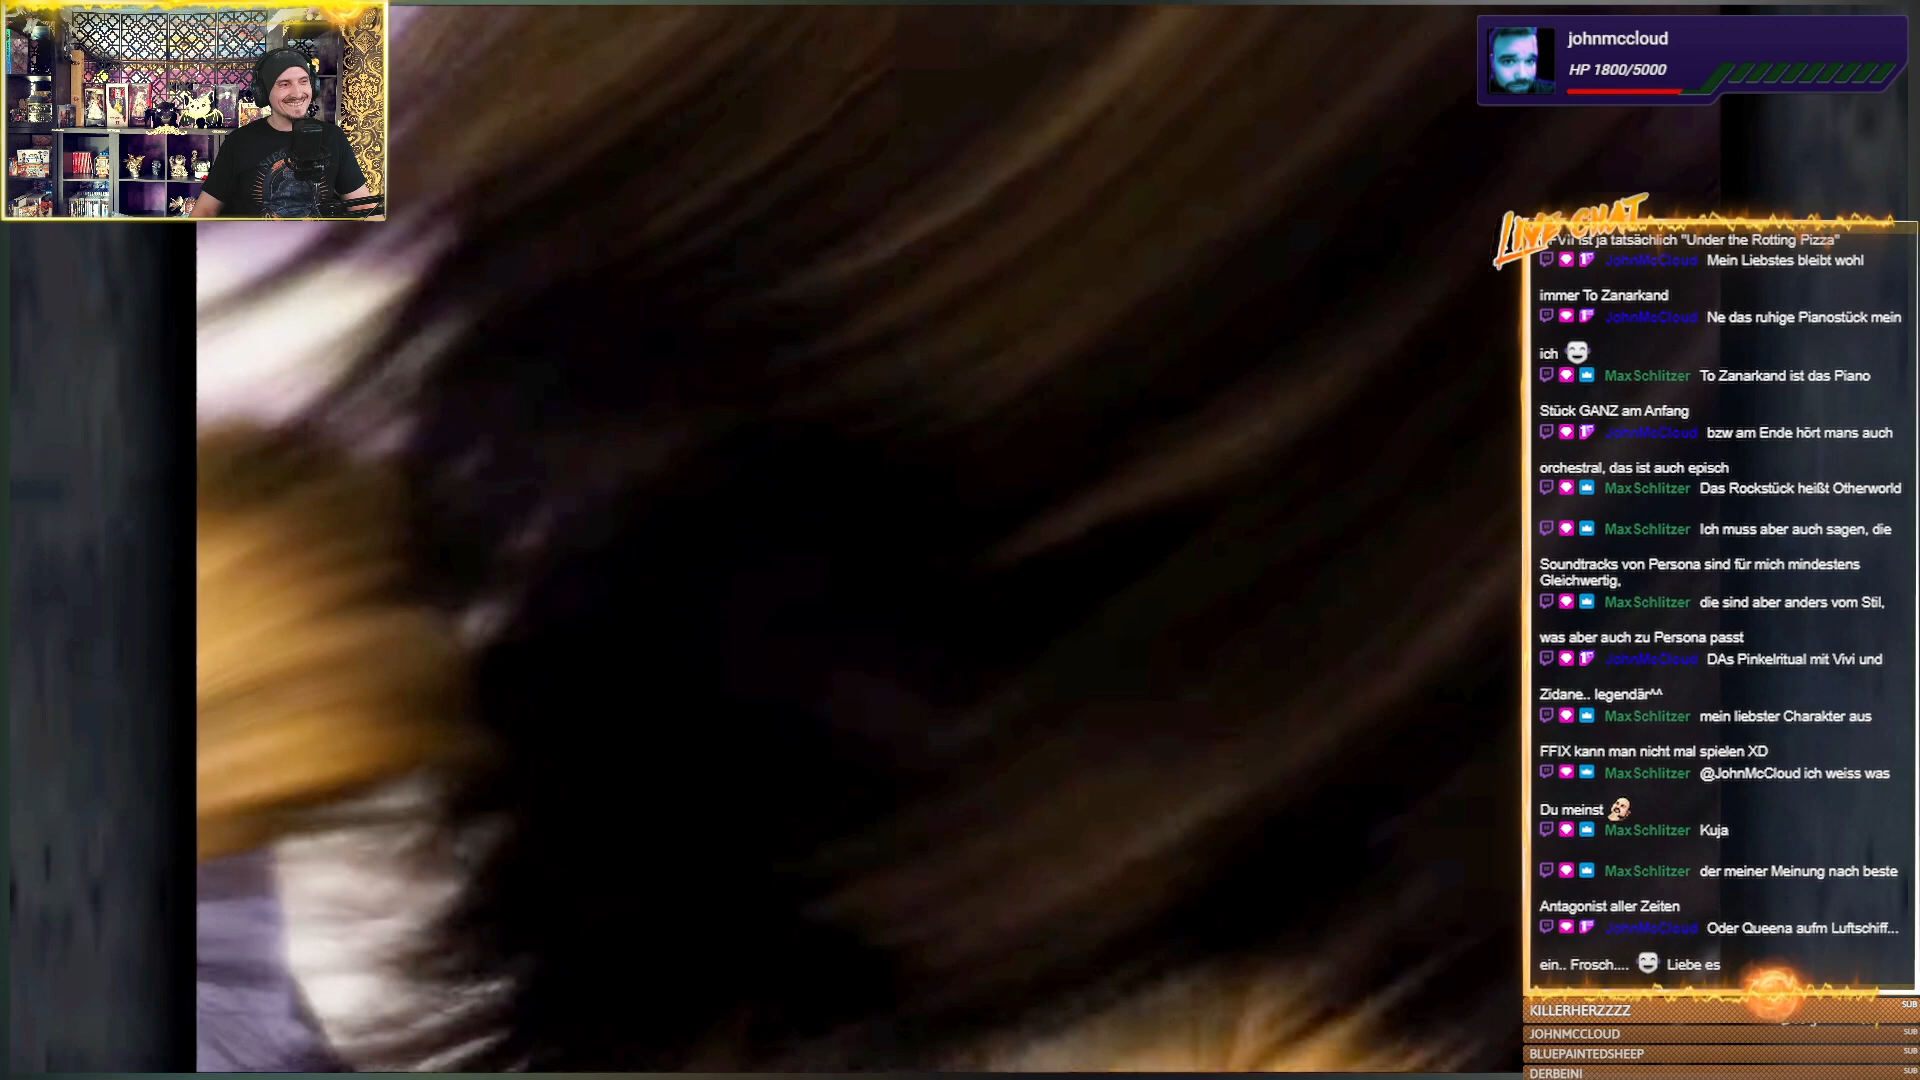 johnmccloud
HP 1800/5000
LIVE CHAT
VII ist ja tatsächlich "Under the Rotting Pizza"
JohnMcCloud Mein Liebstes bleibt wohl
immer To Zanarkand
JohnMcCloud Ne das ruhige Pianostück mein
ich
MaxSchlitzer To Zanarkand ist das Piano
Stück GANZ am Anfang
JohnMcCloud bzw am Ende hört mans auch
orchestral, das ist auch episch
MaxSchlitzer Das Rockstück heißt Otherworld
MaxSchlitzer Ich muss aber auch sagen, die
Soundtracks von Persona sind für mich mindestens
Gleichwertig,
MaxSchlitzer die sind aber anders vom Stil,
was aber auch zu Persona passt
JohnMcCloud DAs Pinkelritual mit Vivi und
Zidane.. legendär^^
MaxSchlitzer mein liebster Charakter aus
FFIX kann man nicht mal spielen XD
MaxSchlitzer @JohnMcCloud ich weiss was
Du meinst
MaxSchlitzer Kuja
MaxSchlitzer der meiner Meinung nach beste
Antagonist aller Zeiten
JohnMcCloud Oder Queena aufm Luftschiff...
ein.. Frosch.... Liebe es
KILLERHERZZZZ SUB
JOHNMCCLOUD SUB
BLUEPAINTEDSHEEP SUB
DERBEINI SUB